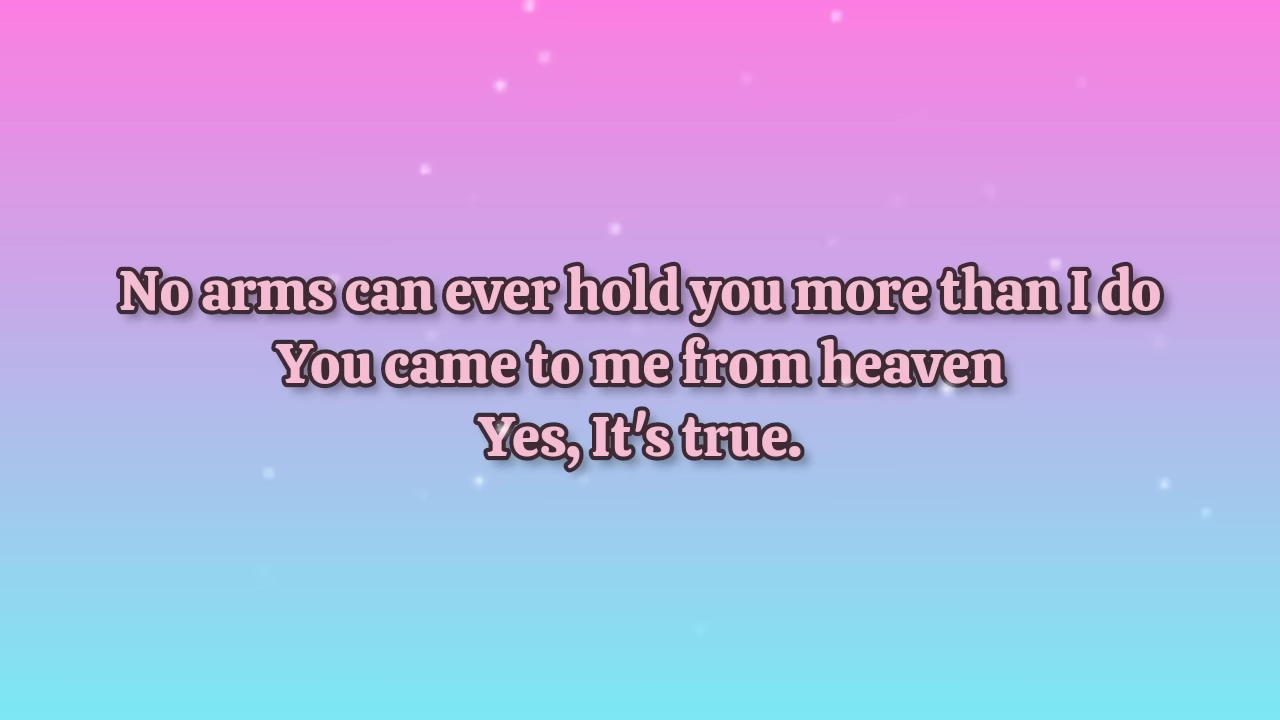 No arms can ever hold you more than I do
You came to me from heaven
Yes, It's true.